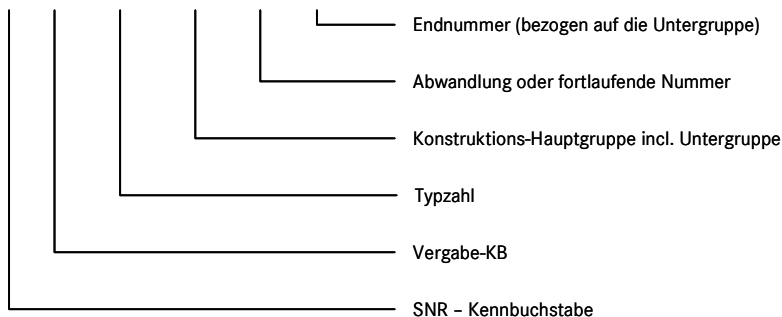 Endnummer (bezogen auf die Untergruppe)
Abwandlung oder fortlaufende Nummer
Konstruktions-Hauptgruppe incl. Untergruppe
Typzahl
Vergabe-KB
SNR – Kennbuchstabe